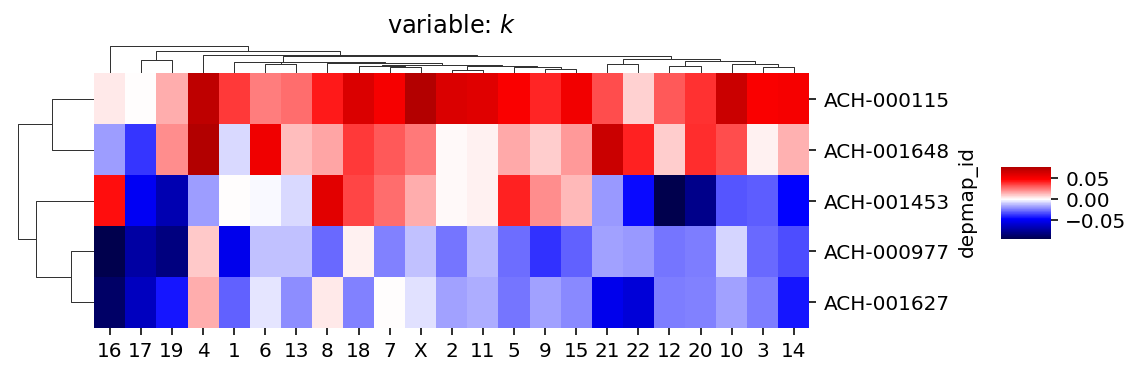 variable: k
ACH-000115
ACH-001648
ACH-001453
ACH-000977
ACH-001627
depmap_id
0.05
0.00
−0.05
16 17 19 4 1 6 13 8 18 7 X 2 11 5 9 15 21 22 12 20 10 3 14